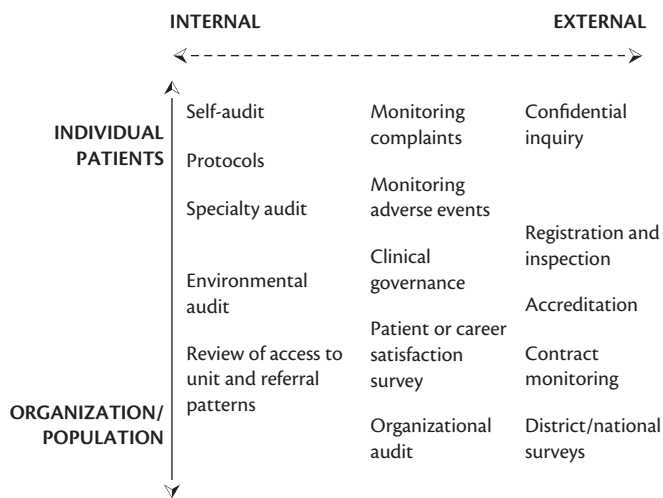 INTERNAL
EXTERNAL
INDIVIDUAL
PATIENTS
ORGANIZATION/
POPULATION
Self-audit
Protocols
Specialty audit
Environmental
audit
Review of access to
unit and referral
patterns
Monitoring
complaints
Monitoring
adverse events
Clinical
governance
Patient or career
satisfaction
survey
Organizational
audit
Confidential
inquiry
Registration and
inspection
Accreditation
Contract
monitoring
District/national
surveys